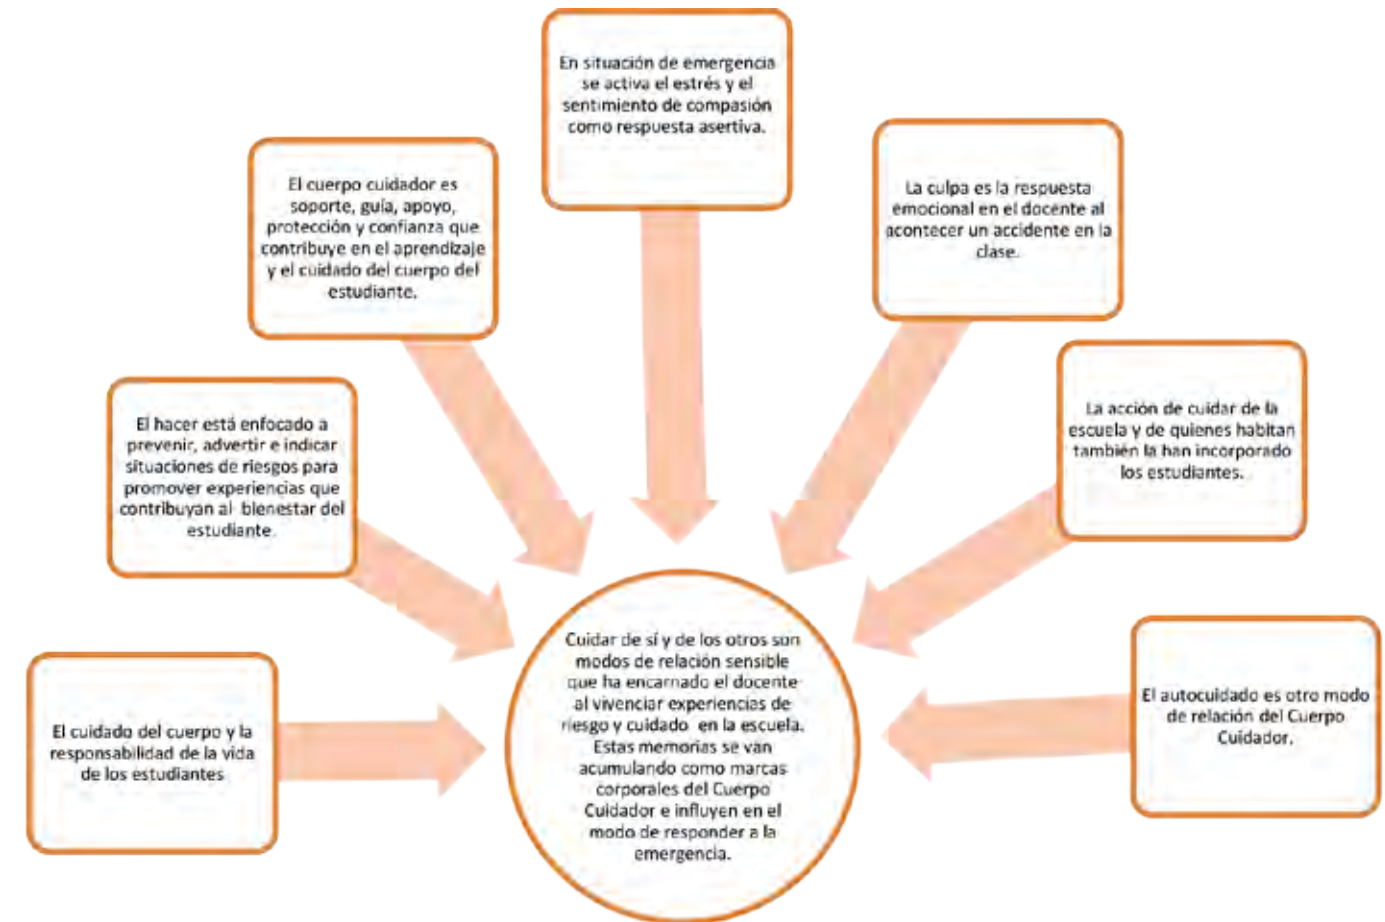 En situación de emergencia
se activa el estrés y el
sentimiento de compasión
como respuesta asertiva.
El cuerpo cuidador es
soporte, guía, apoyo,
protección y confianza que
contribuye en el aprendizaje
y el cuidado del cuerpo del
estudiante.
La culpa es la respuesta
emocional en el docente al
acontecer un accidente en la
clase.
El hacer está enfocado a
prevenir, advertir e indicar
situaciones de riesgos para
promover experiencias que
contribuyan al bienestar del
estudiante.
La acción de cuidar de la
escuela y de quienes habitan
también la han incorporado
los estudiantes.
El cuidado del cuerpo y la
responsabilidad de la vida
de los estudiantes
Cuidar de sí y de los otros son
modos de relación sensible
que ha encarnado el docente
al vivenciar experiencias de
riesgo y cuidado en la escuela.
Estas memorias se van
acumulando como marcas
corporales del Cuerpo
Cuidador e influyen en el
modo de responder a la
emergencia.
El autocuidado es otro modo
de relación del Cuerpo
Cuidador.